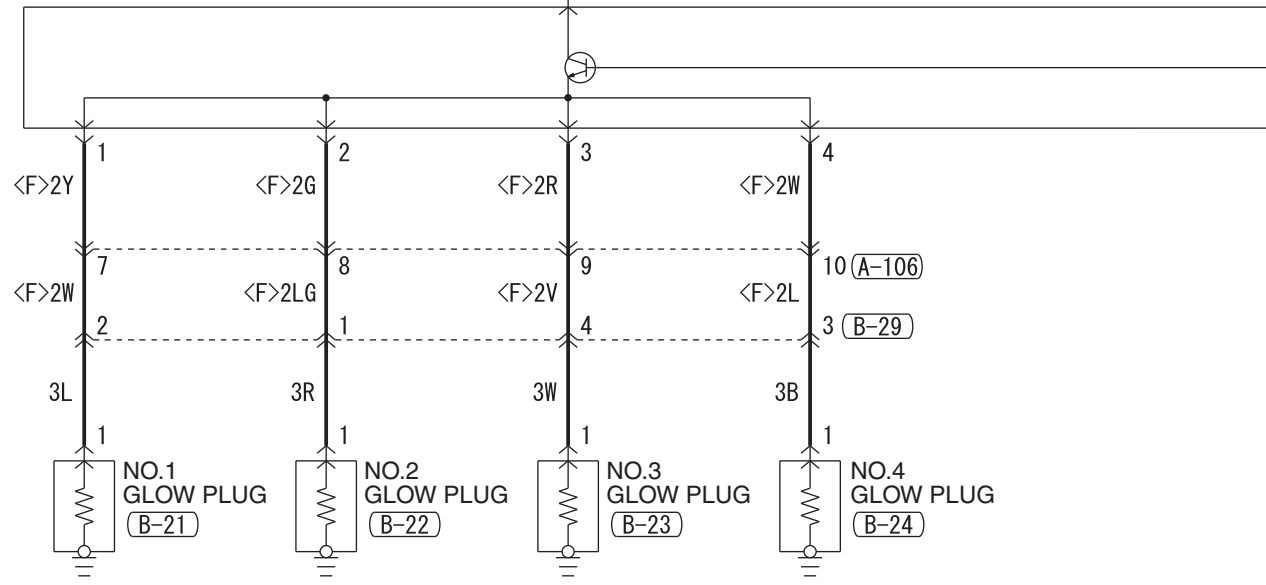 1 2 3 4
<F>2Y <F>2G <F>2R <F>2W
7 8 9 10 A-106
<F>2W <F>2LG <F>2V <F>2L
2 1 4 3 B-29
3L 3R 3W 3B
1 1 1 1
NO.1
GLOW PLUG
B-21
NO.2
GLOW PLUG
B-22
NO.3
GLOW PLUG
B-23
NO.4
GLOW PLUG
B-24